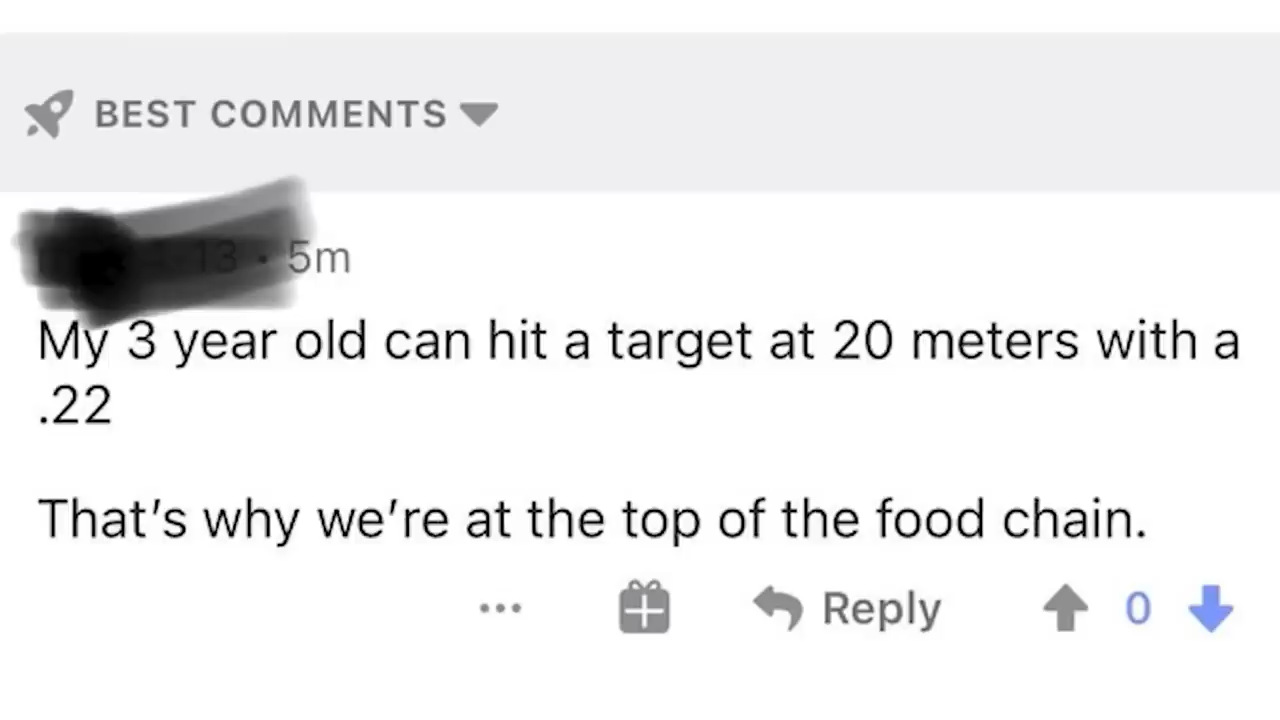 BEST COMMENTS
13 • 5m
My 3 year old can hit a target at 20 meters with a
.22
That's why we're at the top of the food chain.
... Reply 0